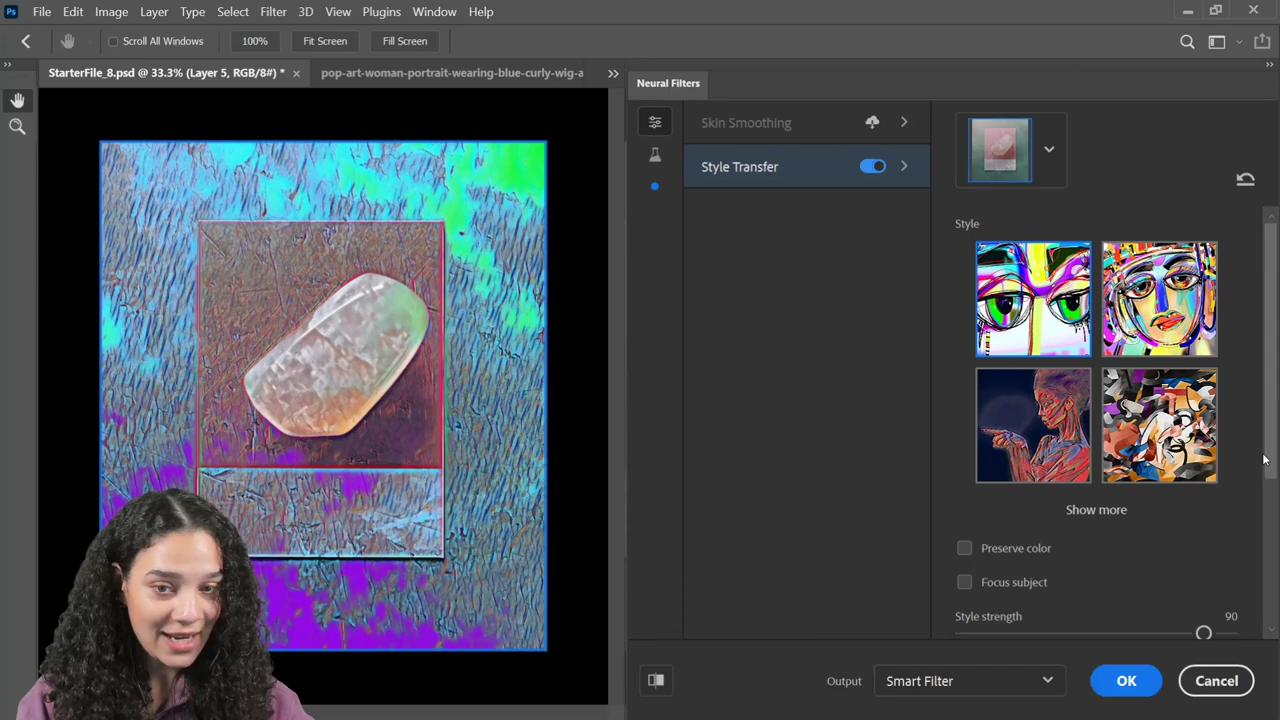 Ps File Edit Image Layer Type Select Filter 3D View Plugins Window Help
Scroll All Windows 100% Fit Screen Fill Screen
StarterFile_8.psd @ 33.3% (Layer 5, RGB/8#) * × pop-art-woman-portrait-wearing-blue-curly-wig-a
Neural Filters
Skin Smoothing
Style Transfer
Style
Show more
Preserve color
Focus subject
Style strength 90
Output Smart Filter OK Cancel